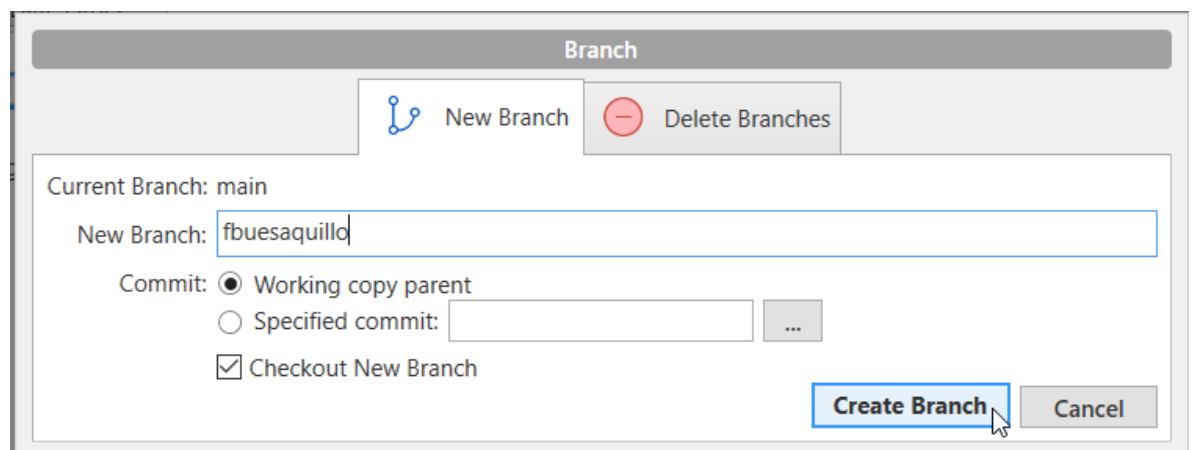 Branch
New Branch
Delete Branches
Current Branch: main
New Branch: fbuesaquillo
Commit: Working copy parent
Specified commit: ...
Checkout New Branch
Create Branch Cancel